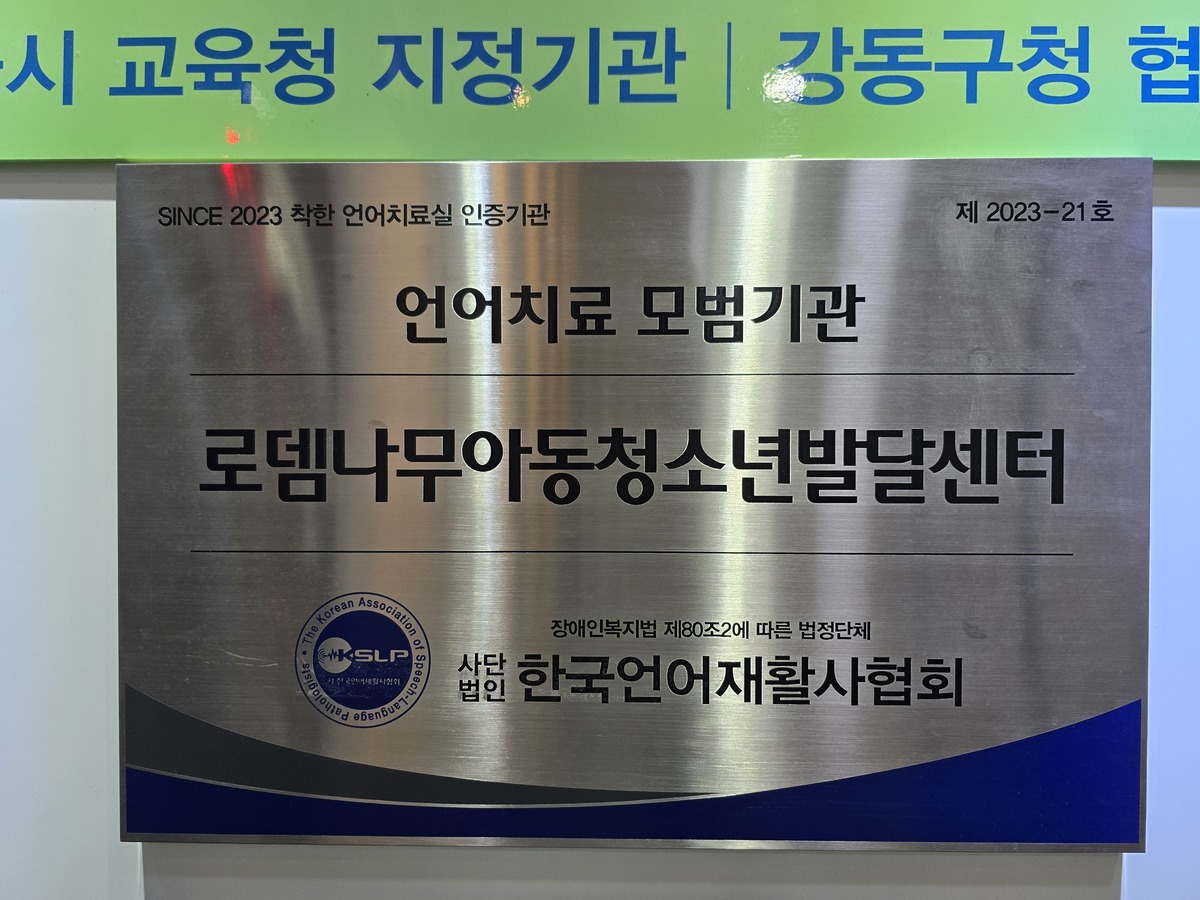 시 교육청 지정기관 | 강동구청 협
SINCE 2023 착한 언어치료실 인증기관
제 2023-21호
언어치료 모범기관
로뎀나무아동청소년발달센터
The Korean Association of Speech-Language Pathologists
KSLP
장애인복지법 제80조2에 따른 법정단체
사단법인 한국언어재활사협회